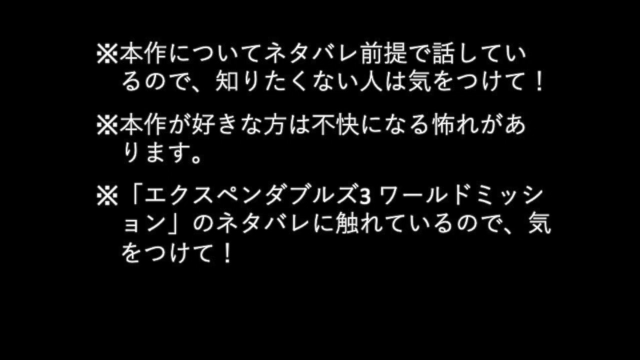 ※本作についてネタバレ前提で話してい
るので、知りたくない人は気をつけて！
※本作が好きな方は不快になる怖れがあ
ります。
※「エクスペンダブルズ3 ワールドミッシ
ョン」のネタバレに触れているので、気
をつけて！